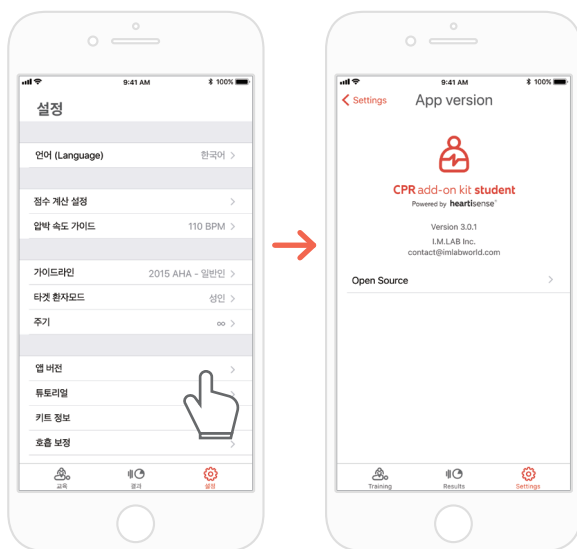 9:41 AM
100%
설정
언어 (Language)
한국어
점수 계산 설정
압박 속도 가이드
110 BPM
가이드라인
2015 AHA - 일반인
타겟 환자모드
성인
주기
∞
앱 버전
튜토리얼
키트 정보
호흡 보정
교육
결과
설정
9:41 AM
100%
Settings
App version
CPR add-on kit student
Powered by heartisense™
Version 3.0.1
I.M.LAB Inc.
contact@imlabworld.com
Open Source
Training
Results
Settings